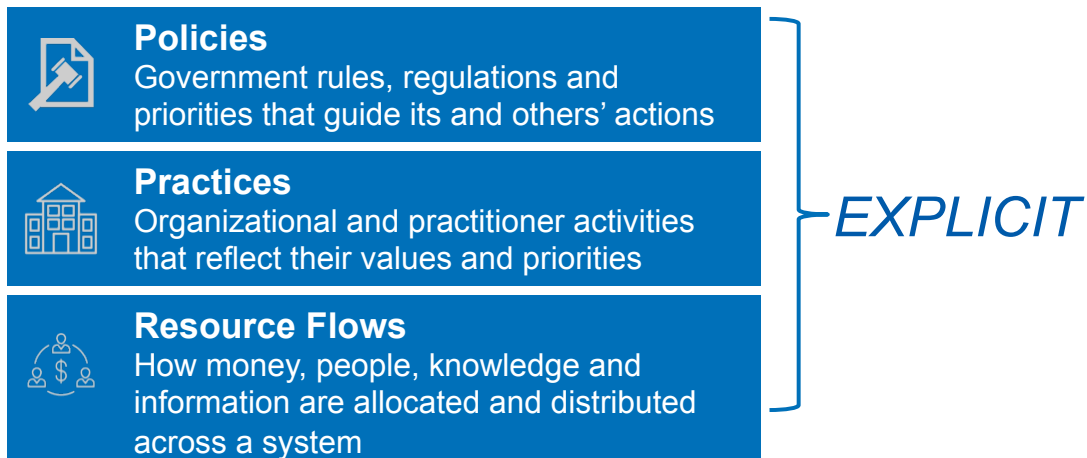 Policies
Government rules, regulations and
priorities that guide its and others’ actions
Practices
Organizational and practitioner activities
that reflect their values and priorities
Resource Flows
How money, people, knowledge and
information are allocated and distributed
across a system
EXPLICIT
$